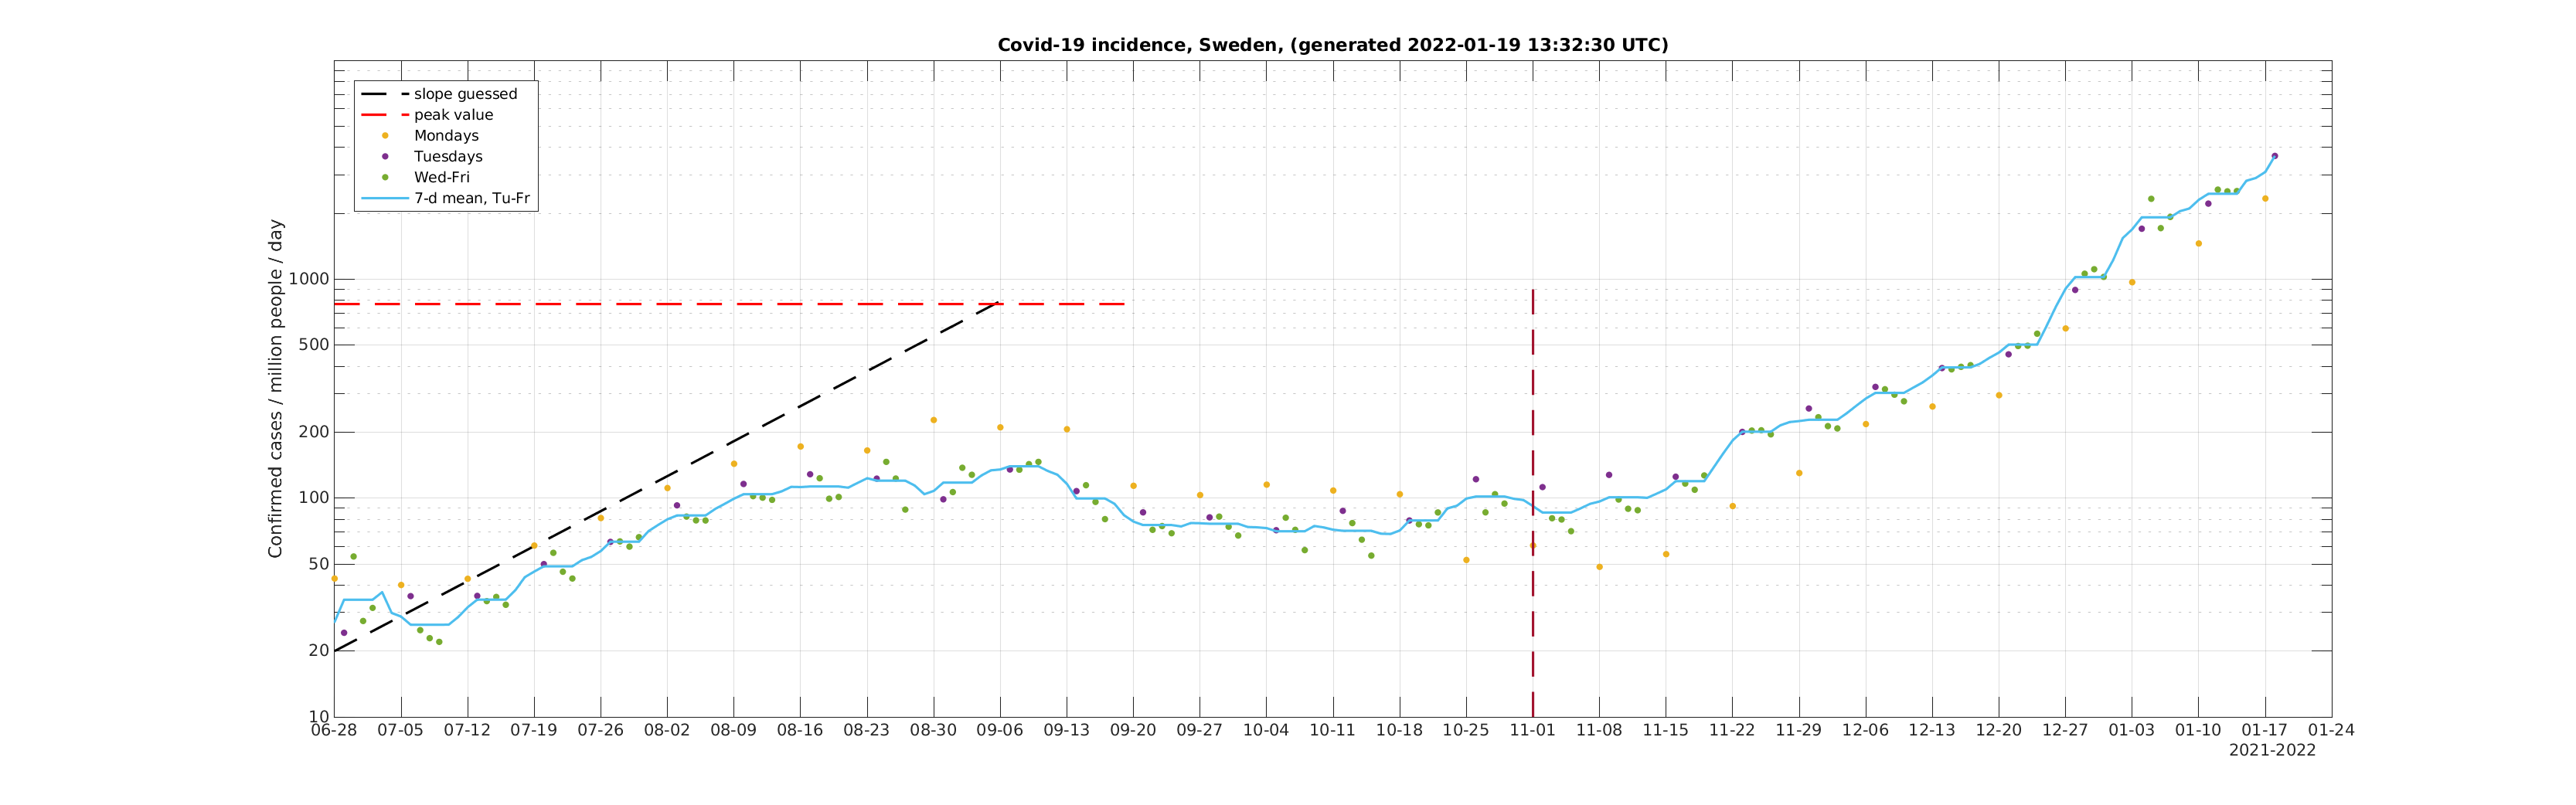 Covid-19 incidence, Sweden, (generated 2022-01-19 13:32:30 UTC)
slope guessed
peak value
Mondays
Tuesdays
Wed-Fri
7-d mean, Tu-Fr
Confirmed cases / million people / day
1000
500
200
100
50
20
10
06-28 07-05 07-12 07-19 07-26 08-02 08-09 08-16 08-23 08-30 09-06 09-13 09-20 09-27 10-04 10-11 10-18 10-25 11-01 11-08 11-15 11-22 11-29 12-06 12-13 12-20 12-27 01-03 01-10 01-17 01-24
2021-2022